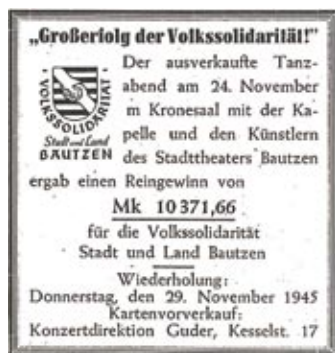 „Großerfolg der Volkssolidarität!"
VOLKSSOLIDARITÄT
Stadt und Land
BAUTZEN
Der ausverkaufte Tanz-
abend am 24. November
m Kronesaal mit der Ka-
pelle und den Künstlern
des Stadttheaters Bautzen
ergab einen Reingewinn von
Mk 10 371,66
für die Volkssolidarität
Stadt und Land Bautzen
Wiederholung:
Donnerstag, den 29. November 1945
Kartenvorverkauf:
Konzertdirektion Guder, Kesselst. 17